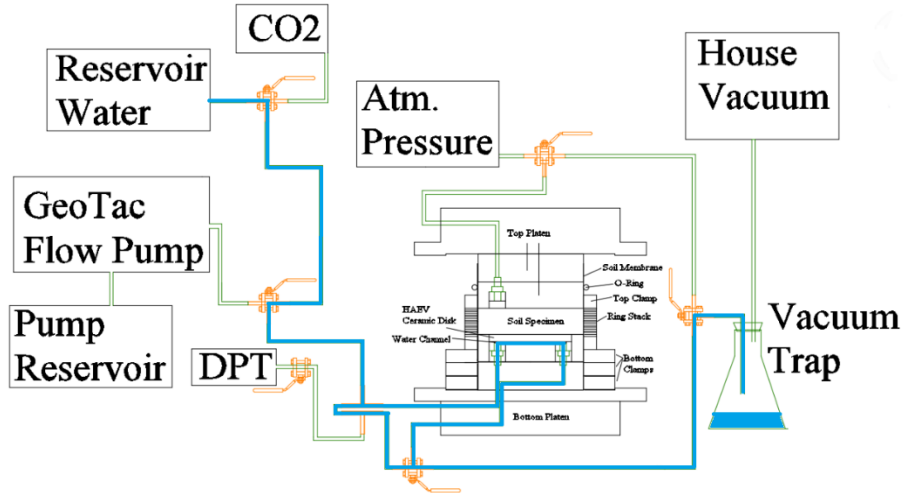 CO2
Reservoir
Water
House
Vacuum
Atm.
Pressure
GeoTac
Flow Pump
Top Platen
Soil Membrane
O-Ring
Top Clamp
HAEV
Ceramic Disk
Soil Specimen
Ring Stack
Water Channel
Pump
Reservoir
DPT
Bottom
Clamps
Bottom Platen
Vacuum
Trap